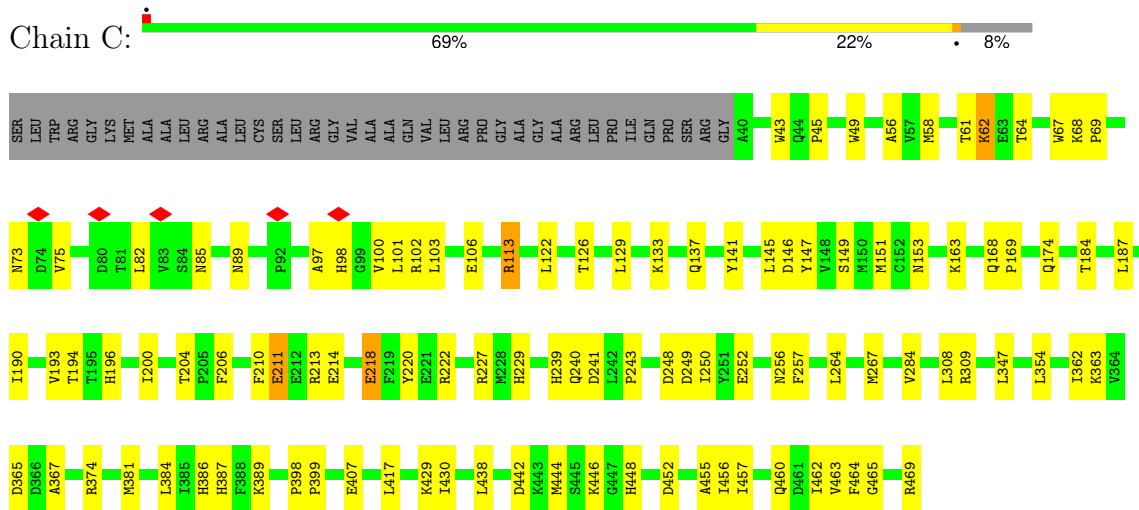 Chain C:
69% 22% • 8%
SER LEU TRP ARG GLY LYS MET ALA ALA LEU ARG ALA LEU CYS SER LEU ARG GLY VAL ALA ALA GLN VAL LEU ARG PRO GLY ALA GLY ALA ARG LEU PRO ILE GLN PRO SER ARG GLY A40 W43 Q44 P45 W49 A56 V57 M58 T61 K62 E63 T64 W67 K68 P69
N73 D74 V75 D80 T81 L82 V83 S84 N85 N89 P92 A97 H98 G99 V100 L101 R102 L103 E106 R113 L122 T126 L129 K133 Q137 Y141 L145 D146 Y147 V148 S149 M150 M151 C152 N153 K163 Q168 P169 Q174 T184 L187
I190 V193 T194 T195 H196 I200 T204 P205 F206 F210 E211 E212 R213 E214 E218 F219 Y220 E221 R222 R227 M228 H229 H239 Q240 D241 L242 P243 D248 D249 I250 Y251 E252 N256 F257 L264 M267 V284 L308 R309 L347 L354 I362 K363 V364
D365 D366 A367 R374 M381 L384 I385 H386 H387 F388 K389 P398 P399 E407 L417 K429 I430 L438 D442 K443 M444 S445 K446 G447 H448 D452 A455 I456 I457 Q460 D461 I462 V463 F464 G465 R469